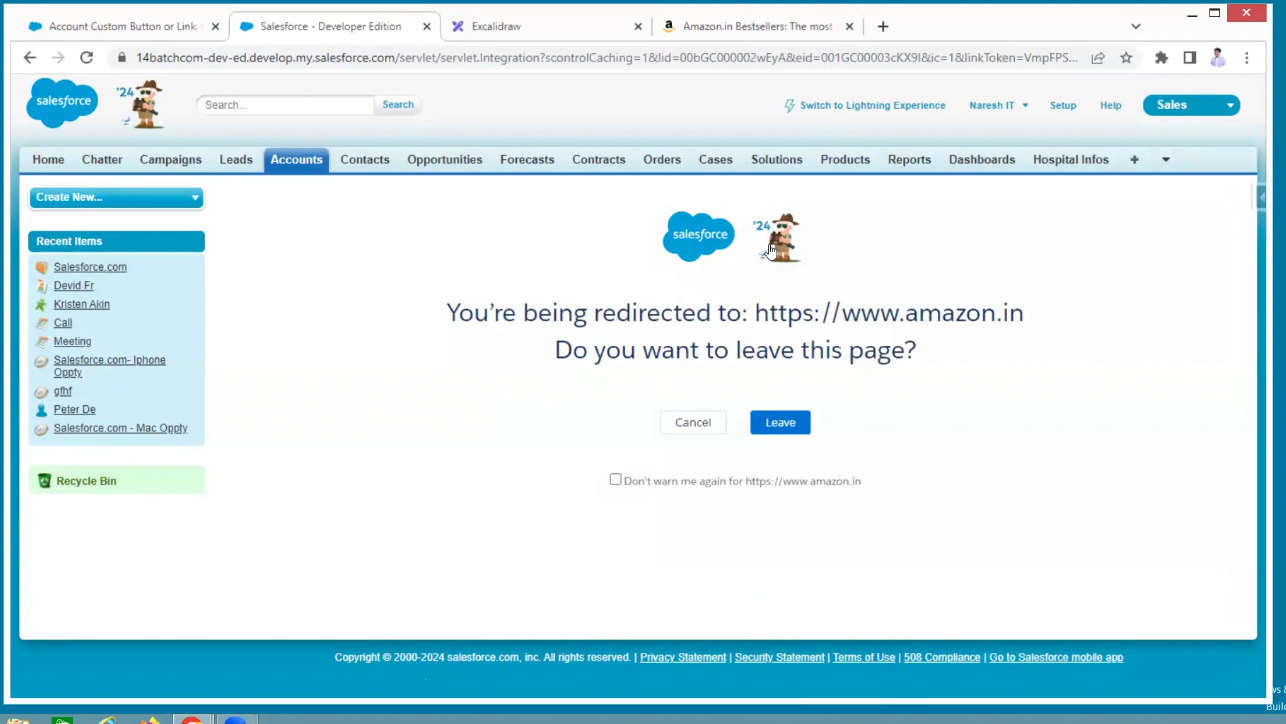 Account Custom Button or Link:
Salesforce - Developer Edition
Excalidraw
Amazon.in Bestsellers: The most
14batchcom-dev-ed.develop.my.salesforce.com/servlet/servlet.Integration?scontrolCaching=1&lid=00bGC000002wEyA&eid=001GC00003cKX9I&ic=1&linkToken=VmpFPS...
salesforce
'24
Search...
Search
Switch to Lightning Experience
Naresh IT
Setup
Help
Sales
Home
Chatter
Campaigns
Leads
Accounts
Contacts
Opportunities
Forecasts
Contracts
Orders
Cases
Solutions
Products
Reports
Dashboards
Hospital Infos
+
Create New...
Recent Items
Salesforce.com
Devid Fr
Kristen Akin
Call
Meeting
Salesforce.com- Iphone
Oppty
gfhf
Peter De
Salesforce.com - Mac Oppty
Recycle Bin
salesforce
'24
You're being redirected to: https://www.amazon.in
Do you want to leave this page?
Cancel
Leave
Don't warn me again for https://www.amazon.in
Copyright © 2000-2024 salesforce.com, inc. All rights reserved. | Privacy Statement | Security Statement | Terms of Use | 508 Compliance | Go to Salesforce mobile app